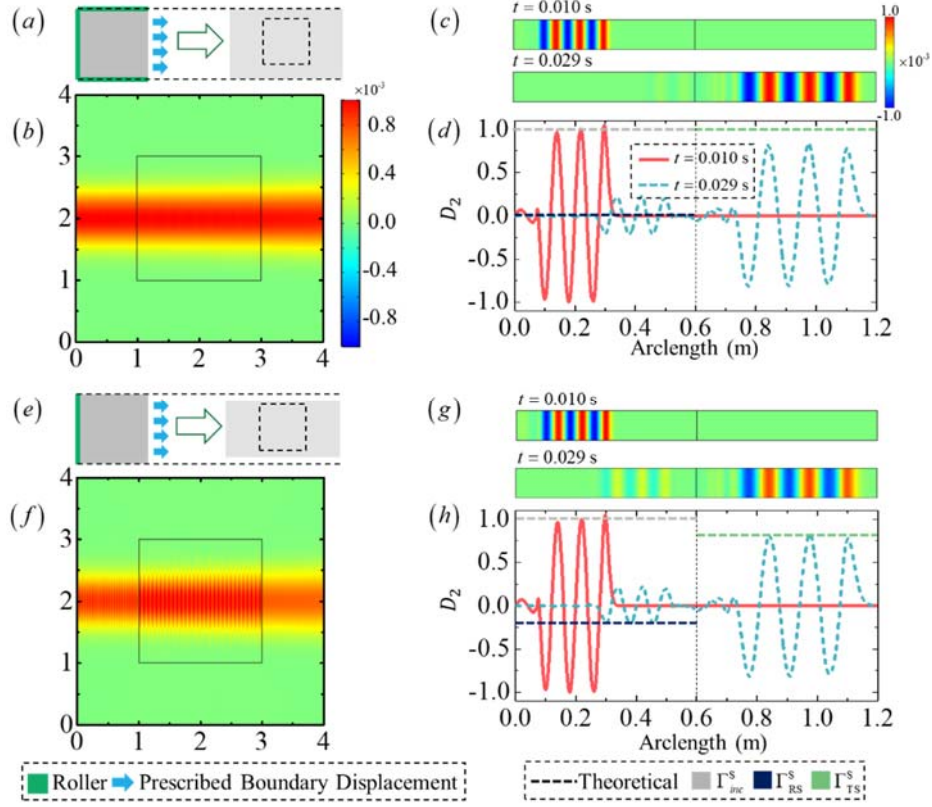 (a)
(c)
t = 0.010 s
1.0
t = 0.029 s
×10⁻³
-1.0
(b)
×10⁻³
4
3
2
1
0
0 1 2 3 4
0.8
0.4
0.0
-0.4
-0.8
(d)
D₂
1.0
0.5
0.0
-0.5
-1.0
t = 0.010 s
t = 0.029 s
0.0 0.2 0.4 0.6 0.8 1.0 1.2
Arclength (m)
(e)
(g)
t = 0.010 s
t = 0.029 s
(f)
4
3
2
1
0
0 1 2 3 4
(h)
D₂
1.0
0.5
0.0
-0.5
-1.0
0.0 0.2 0.4 0.6 0.8 1.0 1.2
Arclength (m)
Roller Prescribed Boundary Displacement
Theoretical Γˢinc ΓˢRS ΓˢTS